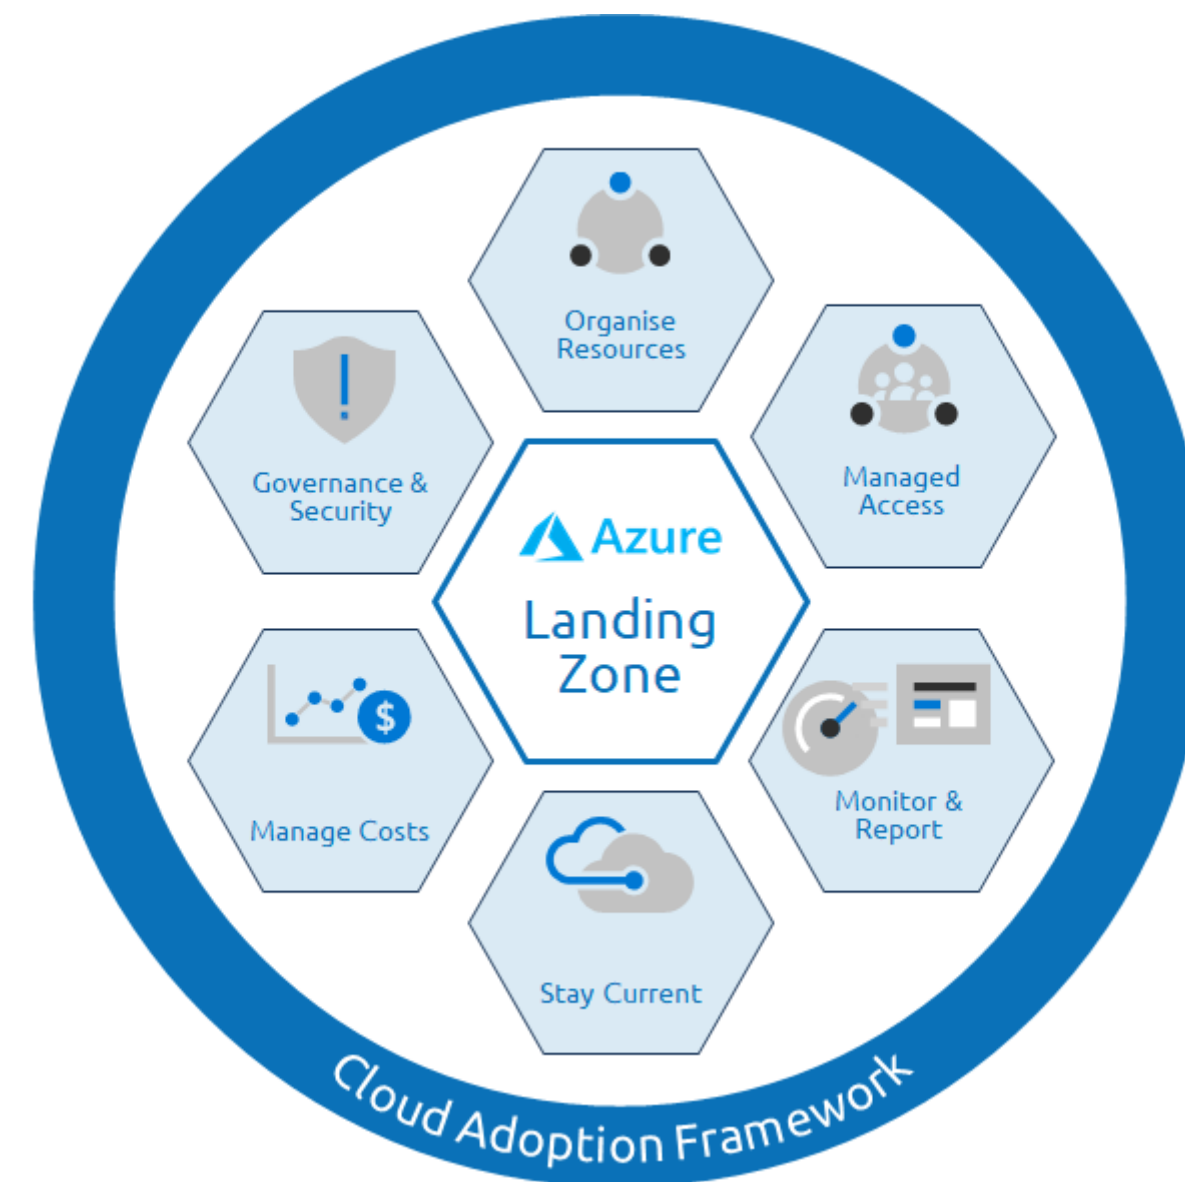 Organise
Resources
Governance &
Security
Managed
Access
Azure
Landing
Zone
$
Manage Costs
Monitor &
Report
Stay Current
Cloud Adoption Framework